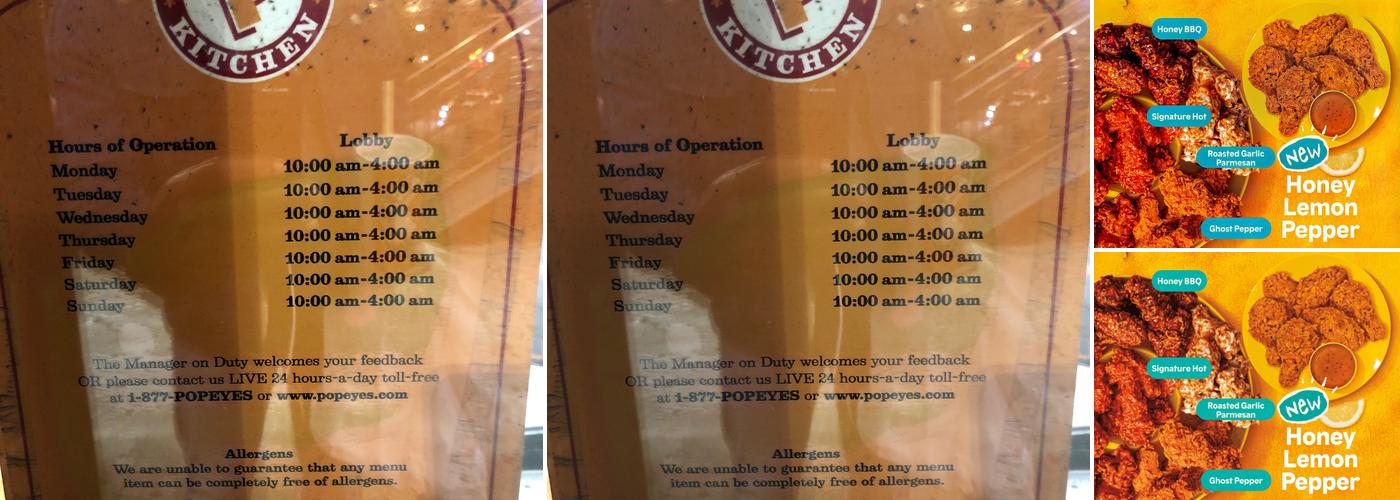 KITCHEN
Hours of Operation Lobby
Monday 10:00 am-4:00 am
Tuesday 10:00 am-4:00 am
Wednesday 10:00 am-4:00 am
Thursday 10:00 am-4:00 am
Friday 10:00 am-4:00 am
Saturday 10:00 am-4:00 am
Sunday 10:00 am-4:00 am
The Manager on Duty welcomes your feedback
OR please contact us LIVE 24 hours-a-day toll-free
at 1-877-POPEYES or www.popeyes.com
Allergens
We are unable to guarantee that any menu
item can be completely free of allergens.
KITCHEN
Hours of Operation Lobby
Monday 10:00 am-4:00 am
Tuesday 10:00 am-4:00 am
Wednesday 10:00 am-4:00 am
Thursday 10:00 am-4:00 am
Friday 10:00 am-4:00 am
Saturday 10:00 am-4:00 am
Sunday 10:00 am-4:00 am
The Manager on Duty welcomes your feedback
OR please contact us LIVE 24 hours-a-day toll-free
at 1-877-POPEYES or www.popeyes.com
Allergens
We are unable to guarantee that any menu
item can be completely free of allergens.
Honey BBQ
Signature Hot
Roasted Garlic
Parmesan
New
Honey
Lemon
Pepper
Ghost Pepper
Honey BBQ
Signature Hot
Roasted Garlic
Parmesan
New
Honey
Lemon
Pepper
Ghost Pepper